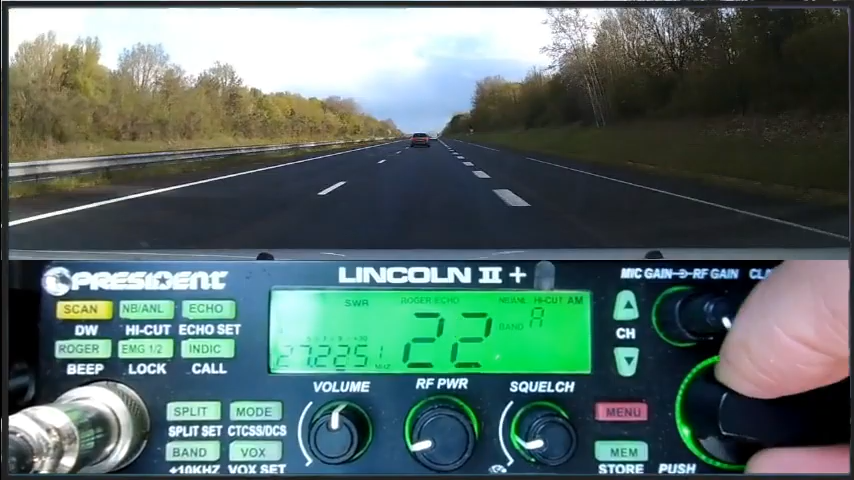 PRESIDENT
LINCOLN II +
MIC GAIN RF GAIN
SCAN NB/ANL ECHO
DW HI-CUT ECHO SET
ROGER EMG 1/2 INDIC
BEEP LOCK CALL
SWR ROGER ECHO NB/ANL HI-CUT AM
22 BAND A
27.2251 MHz
CH
VOLUME RF PWR SQUELCH
SPLIT MODE
SPLIT SET CTCSS/DCS
BAND VOX
+10KHZ VOX SET
MENU
MEM
STORE
PUSH